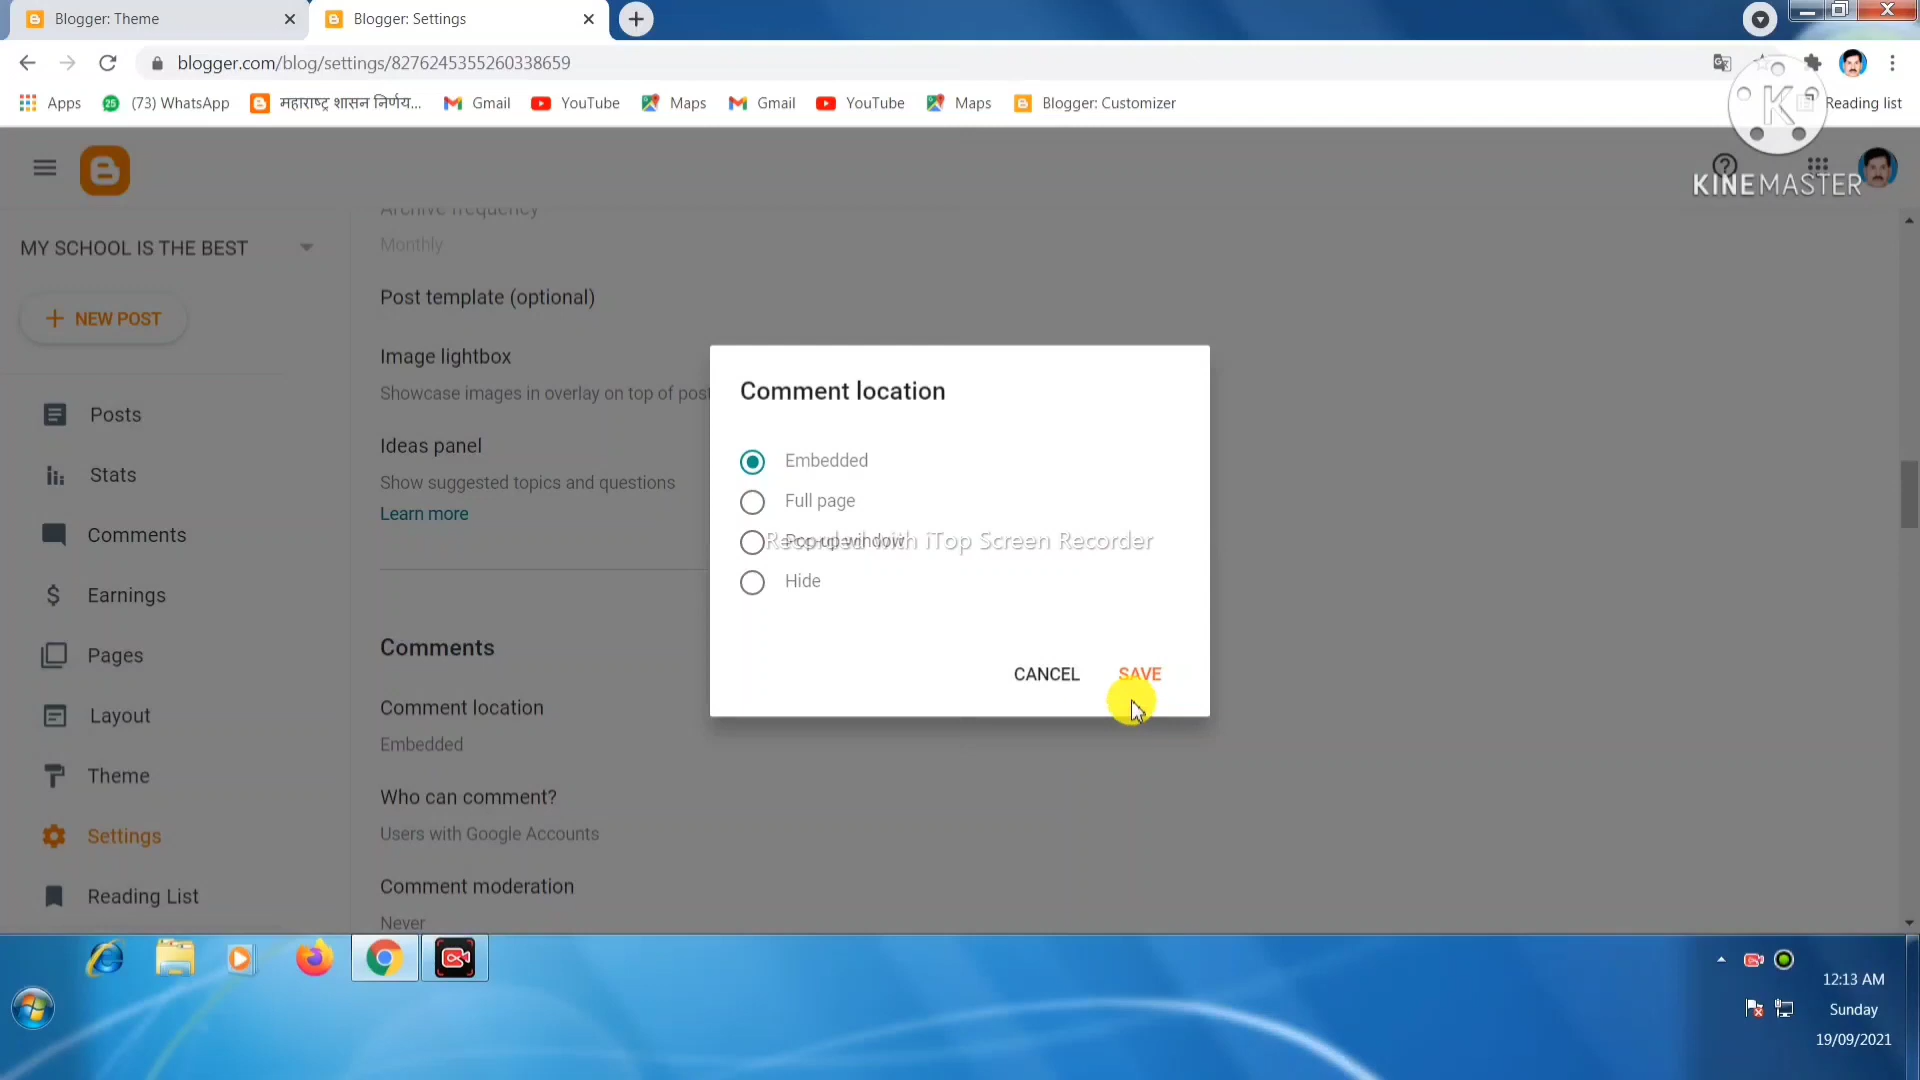 Blogger: Theme
Blogger: Settings
blogger.com/blog/settings/8276245355260338659
Apps
(73) WhatsApp
महाराष्ट्र शासन निर्णय...
Gmail
YouTube
Maps
Gmail
YouTube
Maps
Blogger: Customizer
Reading list
KINEMASTER
MY SCHOOL IS THE BEST
NEW POST
Posts
Stats
Comments
Earnings
Pages
Layout
Theme
Settings
Reading List
Archive frequency
Monthly
Post template (optional)
Image lightbox
Showcase images in overlay on top of post
Ideas panel
Show suggested topics and questions
Learn more
Comments
Comment location
Embedded
Who can comment?
Users with Google Accounts
Comment moderation
Never
Comment location
Embedded
Full page
Popup window
Recorded with iTop Screen Recorder
Hide
CANCEL
SAVE
12:13 AM
Sunday
19/09/2021